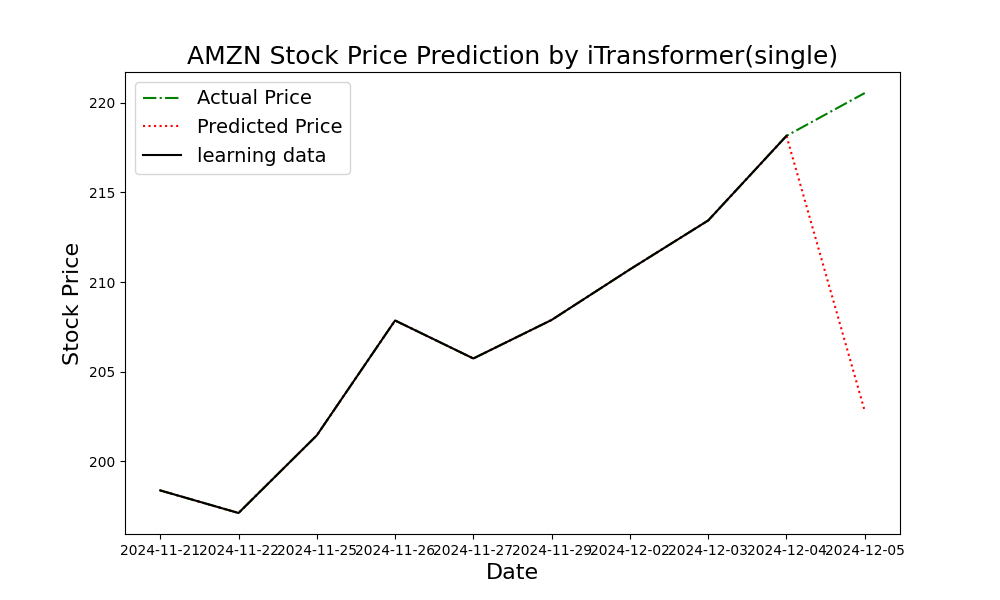 AMZN Stock Price Prediction by iTransformer(single)
Actual Price
Predicted Price
learning data
Stock Price
220
215
210
205
200
2024-11-21 2024-11-22 2024-11-25 2024-11-26 2024-11-27 2024-11-29 2024-12-02 2024-12-03 2024-12-04 2024-12-05
Date